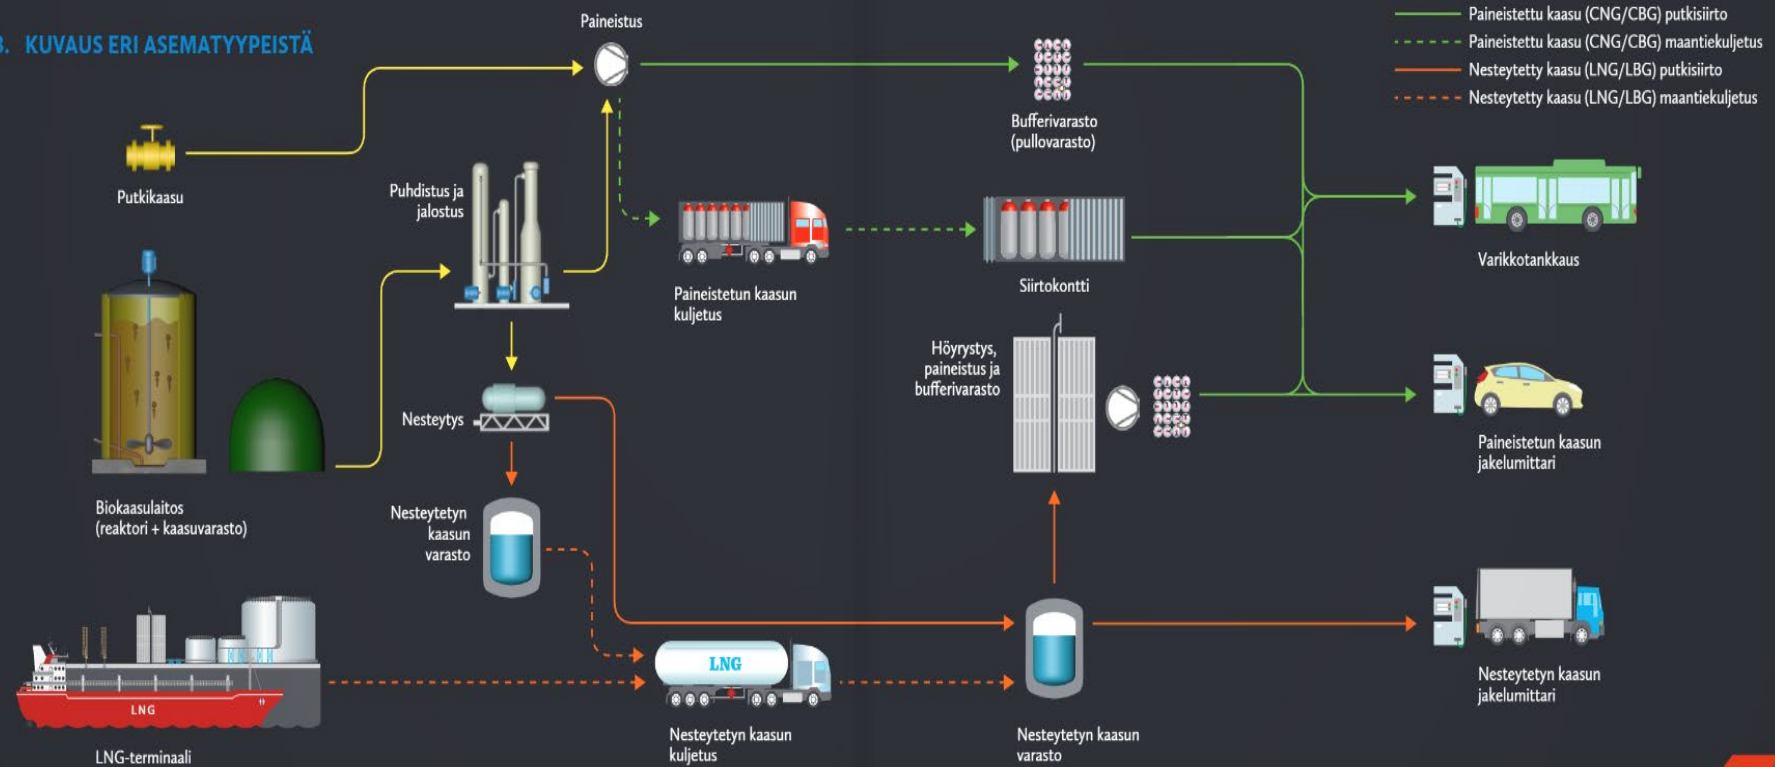 3. KUVAUS ERI ASEMATYYPEISTÄ
Paineistus
Paineistettu kaasu (CNG/CBG) putkisiirto
Paineistettu kaasu (CNG/CBG) maantiekuljetus
Nesteytetty kaasu (LNG/LBG) putkisiirto
Nesteytetty kaasu (LNG/LBG) maantiekuljetus
Bufferivarasto
(pullovarasto)
Putkikaasu
Puhdistus ja
jalostus
Varikkotankkaus
Siirtokontti
Paineistetun kaasun
kuljetus
Höyrystys,
paineistus ja
bufferivarasto
Nesteytys
Paineistetun kaasun
jakelumittari
Biokaasulaitos
(reaktori + kaasuvarasto)
Nesteytetyn
kaasun
varasto
LNG
LNG
Nesteytetyn kaasun
jakelumittari
Nesteytetyn kaasun
kuljetus
Nesteytetyn kaasun
varasto
LNG-terminaali